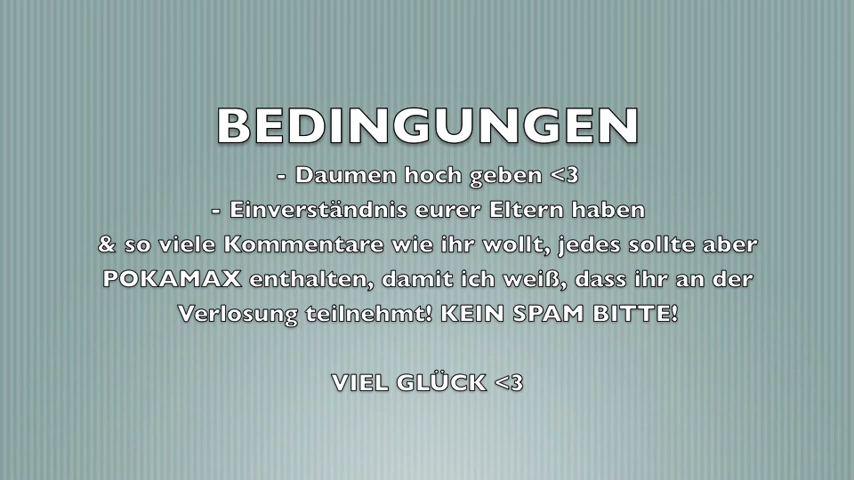 BEDINGUNGEN
- Daumen hoch geben <3
- Einverständnis eurer Eltern haben
& so viele Kommentare wie ihr wollt, jedes sollte aber
POKAMAX enthalten, damit ich weiß, dass ihr an der
Verlosung teilnehmt! KEIN SPAM BITTE!
VIEL GLÜCK <3